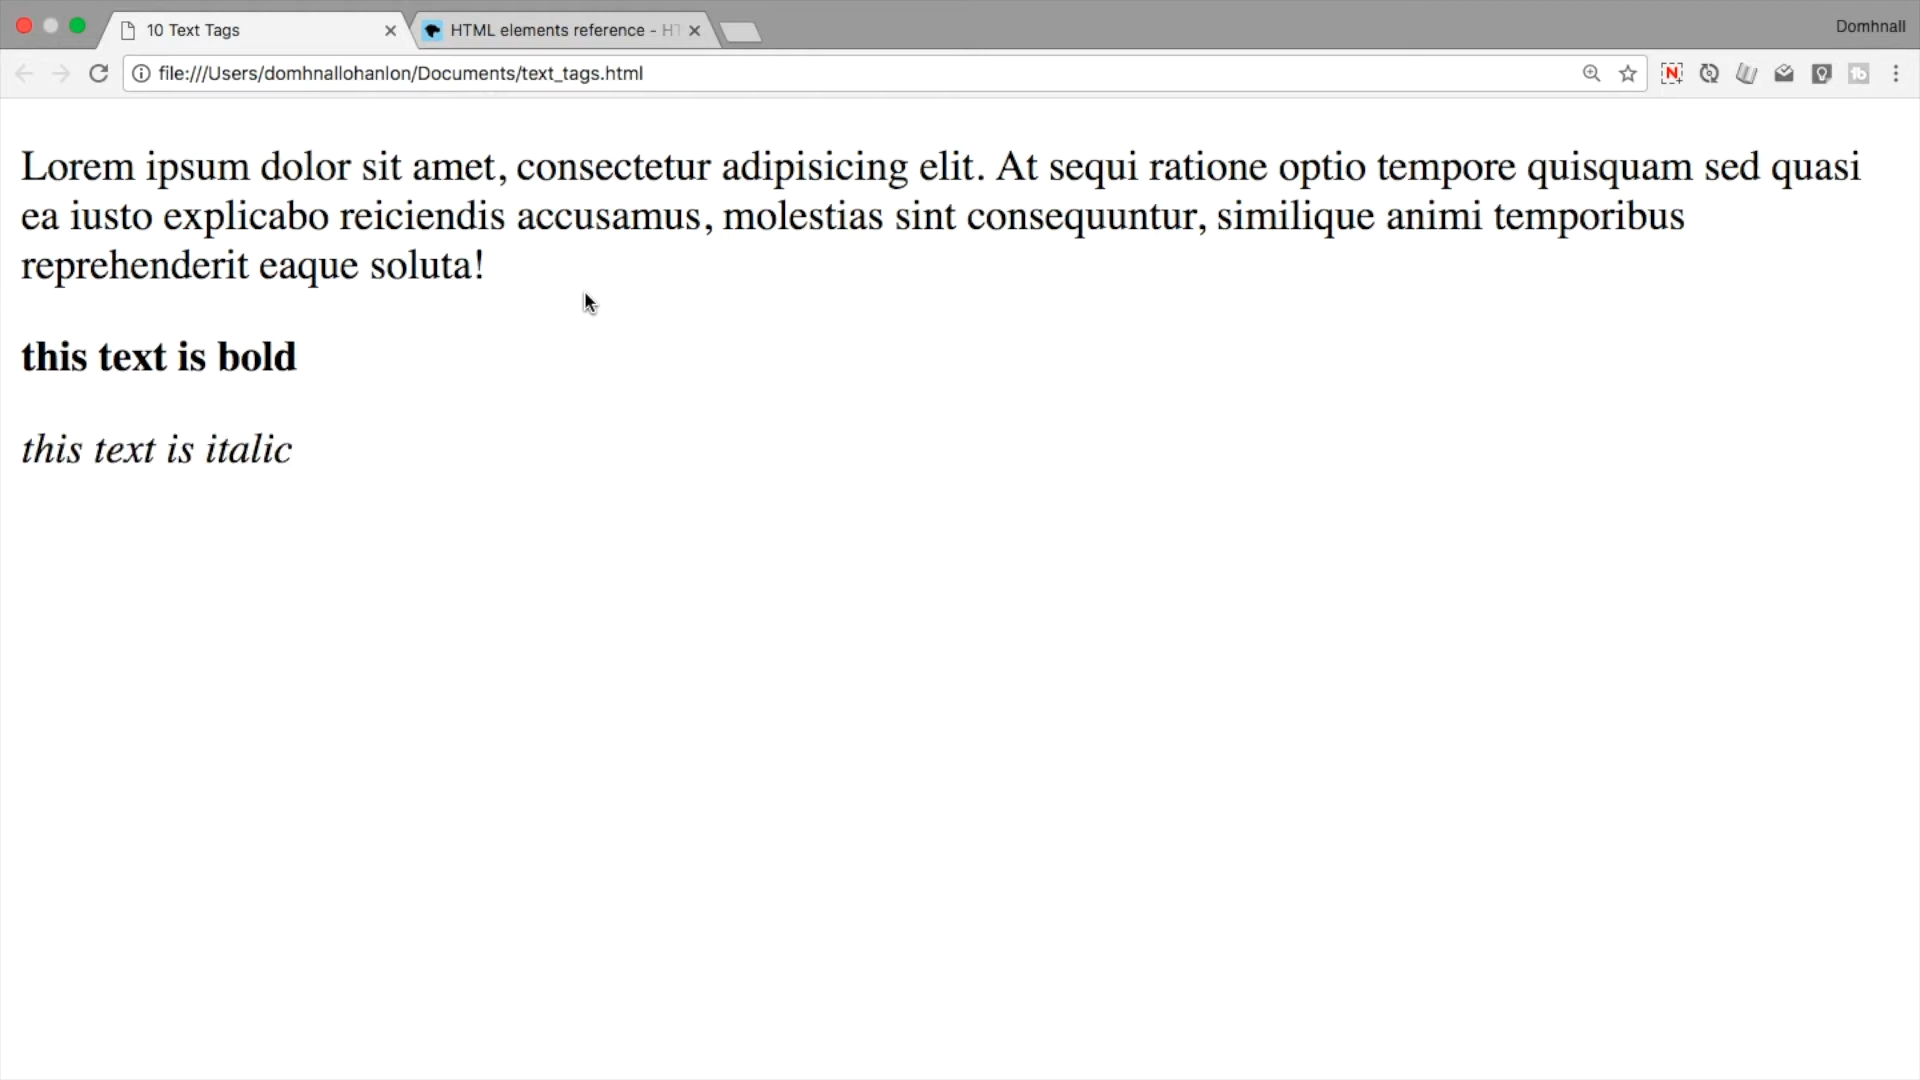 10 Text Tags
HTML elements reference - HT
Domhnall
file:///Users/domhnallohanlon/Documents/text_tags.html
Lorem ipsum dolor sit amet, consectetur adipisicing elit. At sequi ratione optio tempore quisquam sed quasi
ea iusto explicabo reiciendis accusamus, molestias sint consequuntur, similique animi temporibus
reprehenderit eaque soluta!
this text is bold
this text is italic